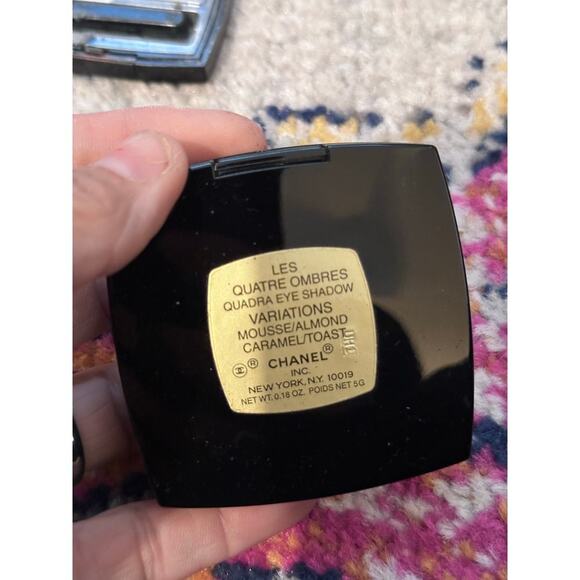 LES
QUATRE OMBRES
QUADRA EYE SHADOW
VARIATIONS
MOUSSE/ALMOND
CARAMEL/TOAST
® CHANEL®
INC.
NEW YORK, N.Y. 10019
NET WT. 0.18 OZ. POIDS NET 5G